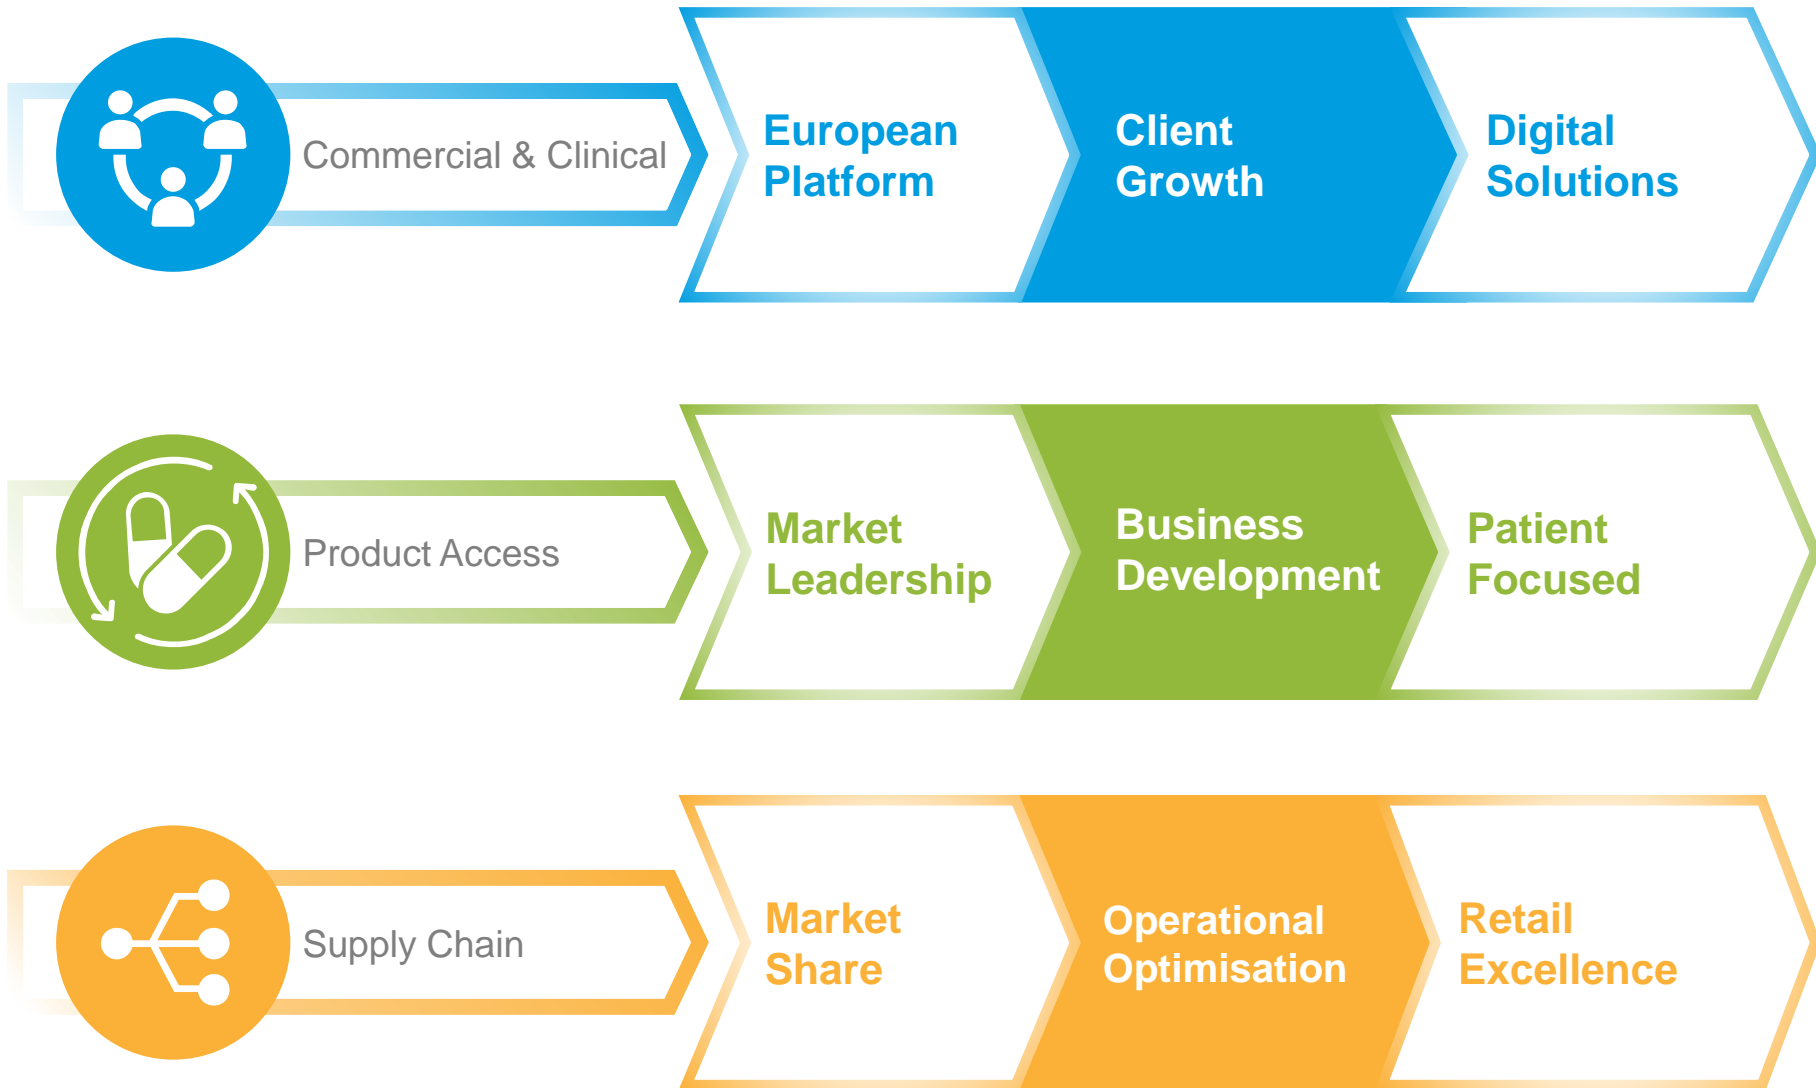 Commercial & Clinical
European
Platform
Client
Growth
Digital
Solutions
Product Access
Market
Leadership
Business
Development
Patient
Focused
Supply Chain
Market
Share
Operational
Optimisation
Retail
Excellence